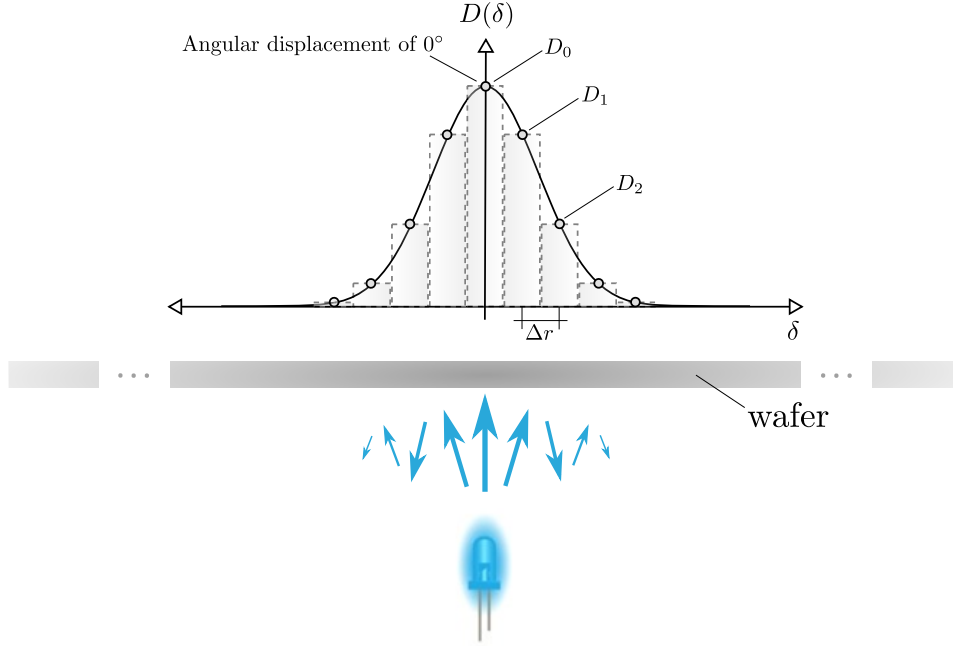 D(δ)
Angular displacement of 0°
D₀
D₁
D₂
Δr
δ
wafer